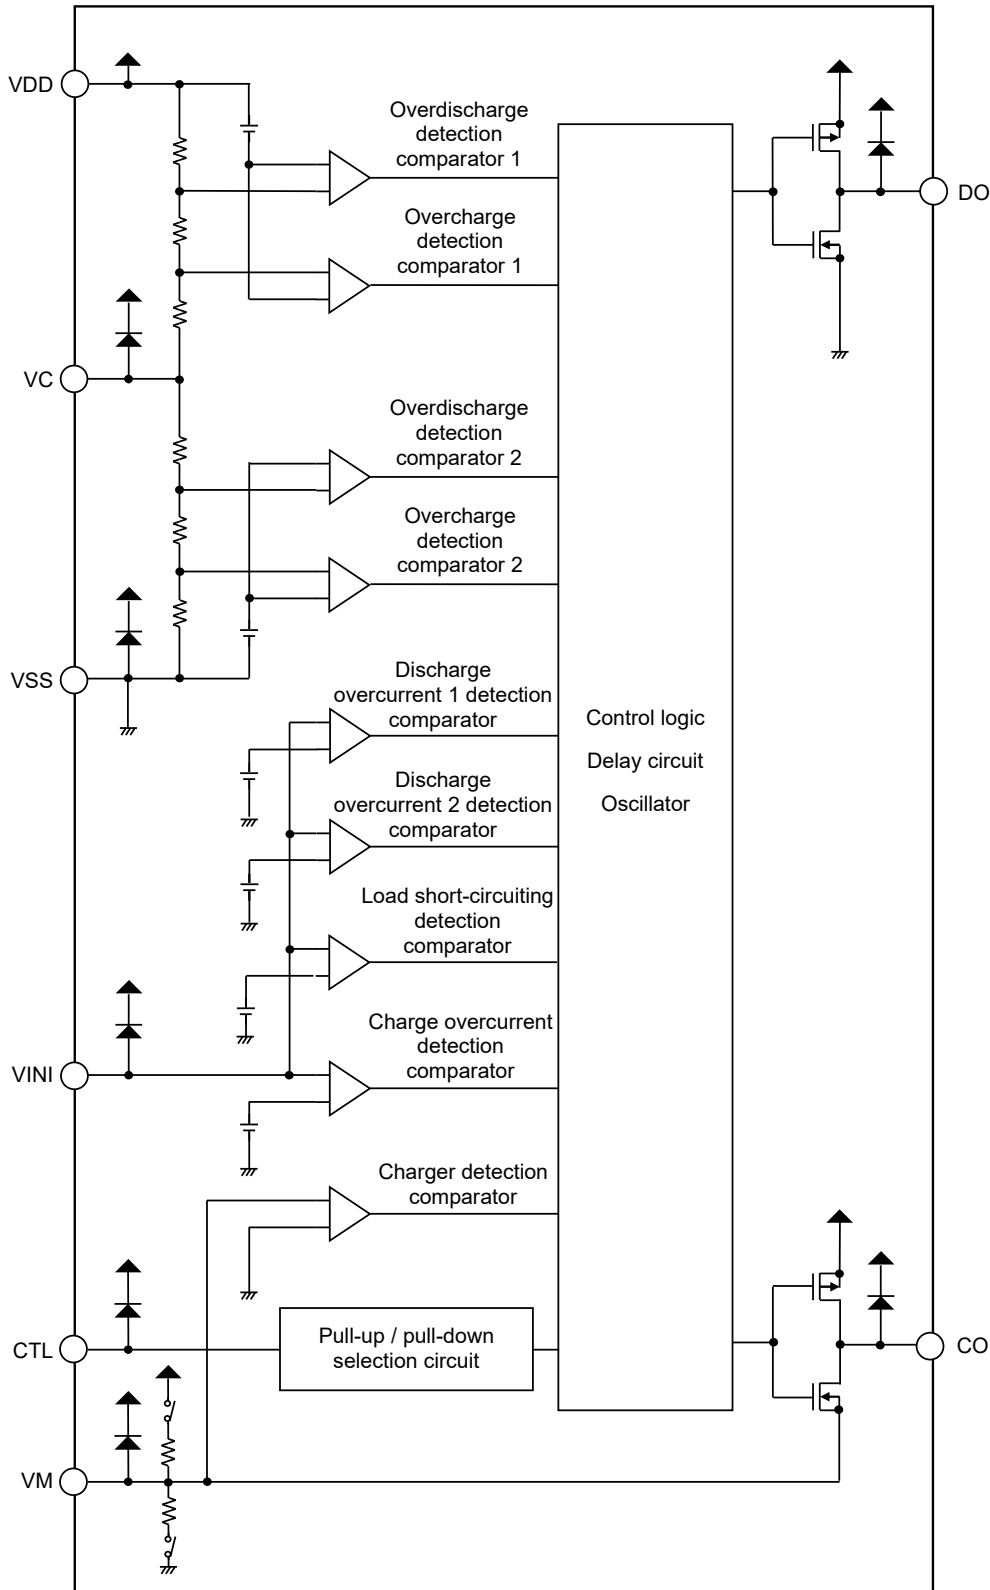 VDD
Overdischarge
detection
comparator 1
DO
Overcharge
detection
comparator 1
VC
Overdischarge
detection
comparator 2
Overcharge
detection
comparator 2
VSS
Discharge
overcurrent 1 detection
comparator
Control logic
Delay circuit
Oscillator
Discharge
overcurrent 2 detection
comparator
Load short-circuiting
detection
comparator
VINI
Charge overcurrent
detection
comparator
Charger detection
comparator
CTL
Pull-up / pull-down
selection circuit
CO
VM